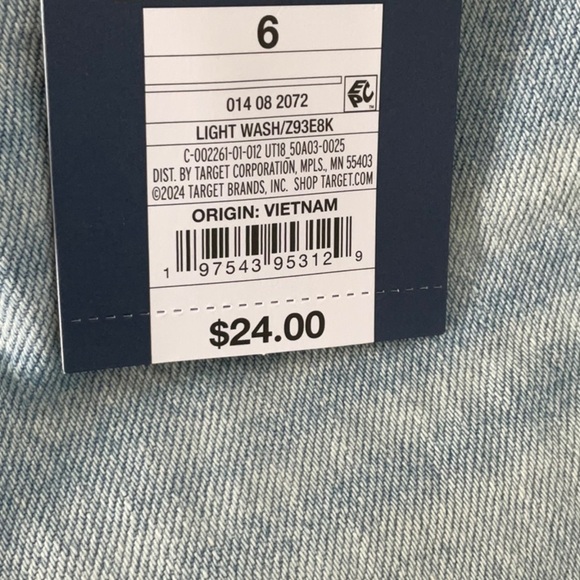 6
EPC
014 08 2072
LIGHT WASH/Z93E8K
C-002261-01-012 UT18 50A03-0025
DIST. BY TARGET CORPORATION, MPLS., MN 55403
©2024 TARGET BRANDS, INC. SHOP TARGET.COM
ORIGIN: VIETNAM
1 97543 95312 9
$24.00